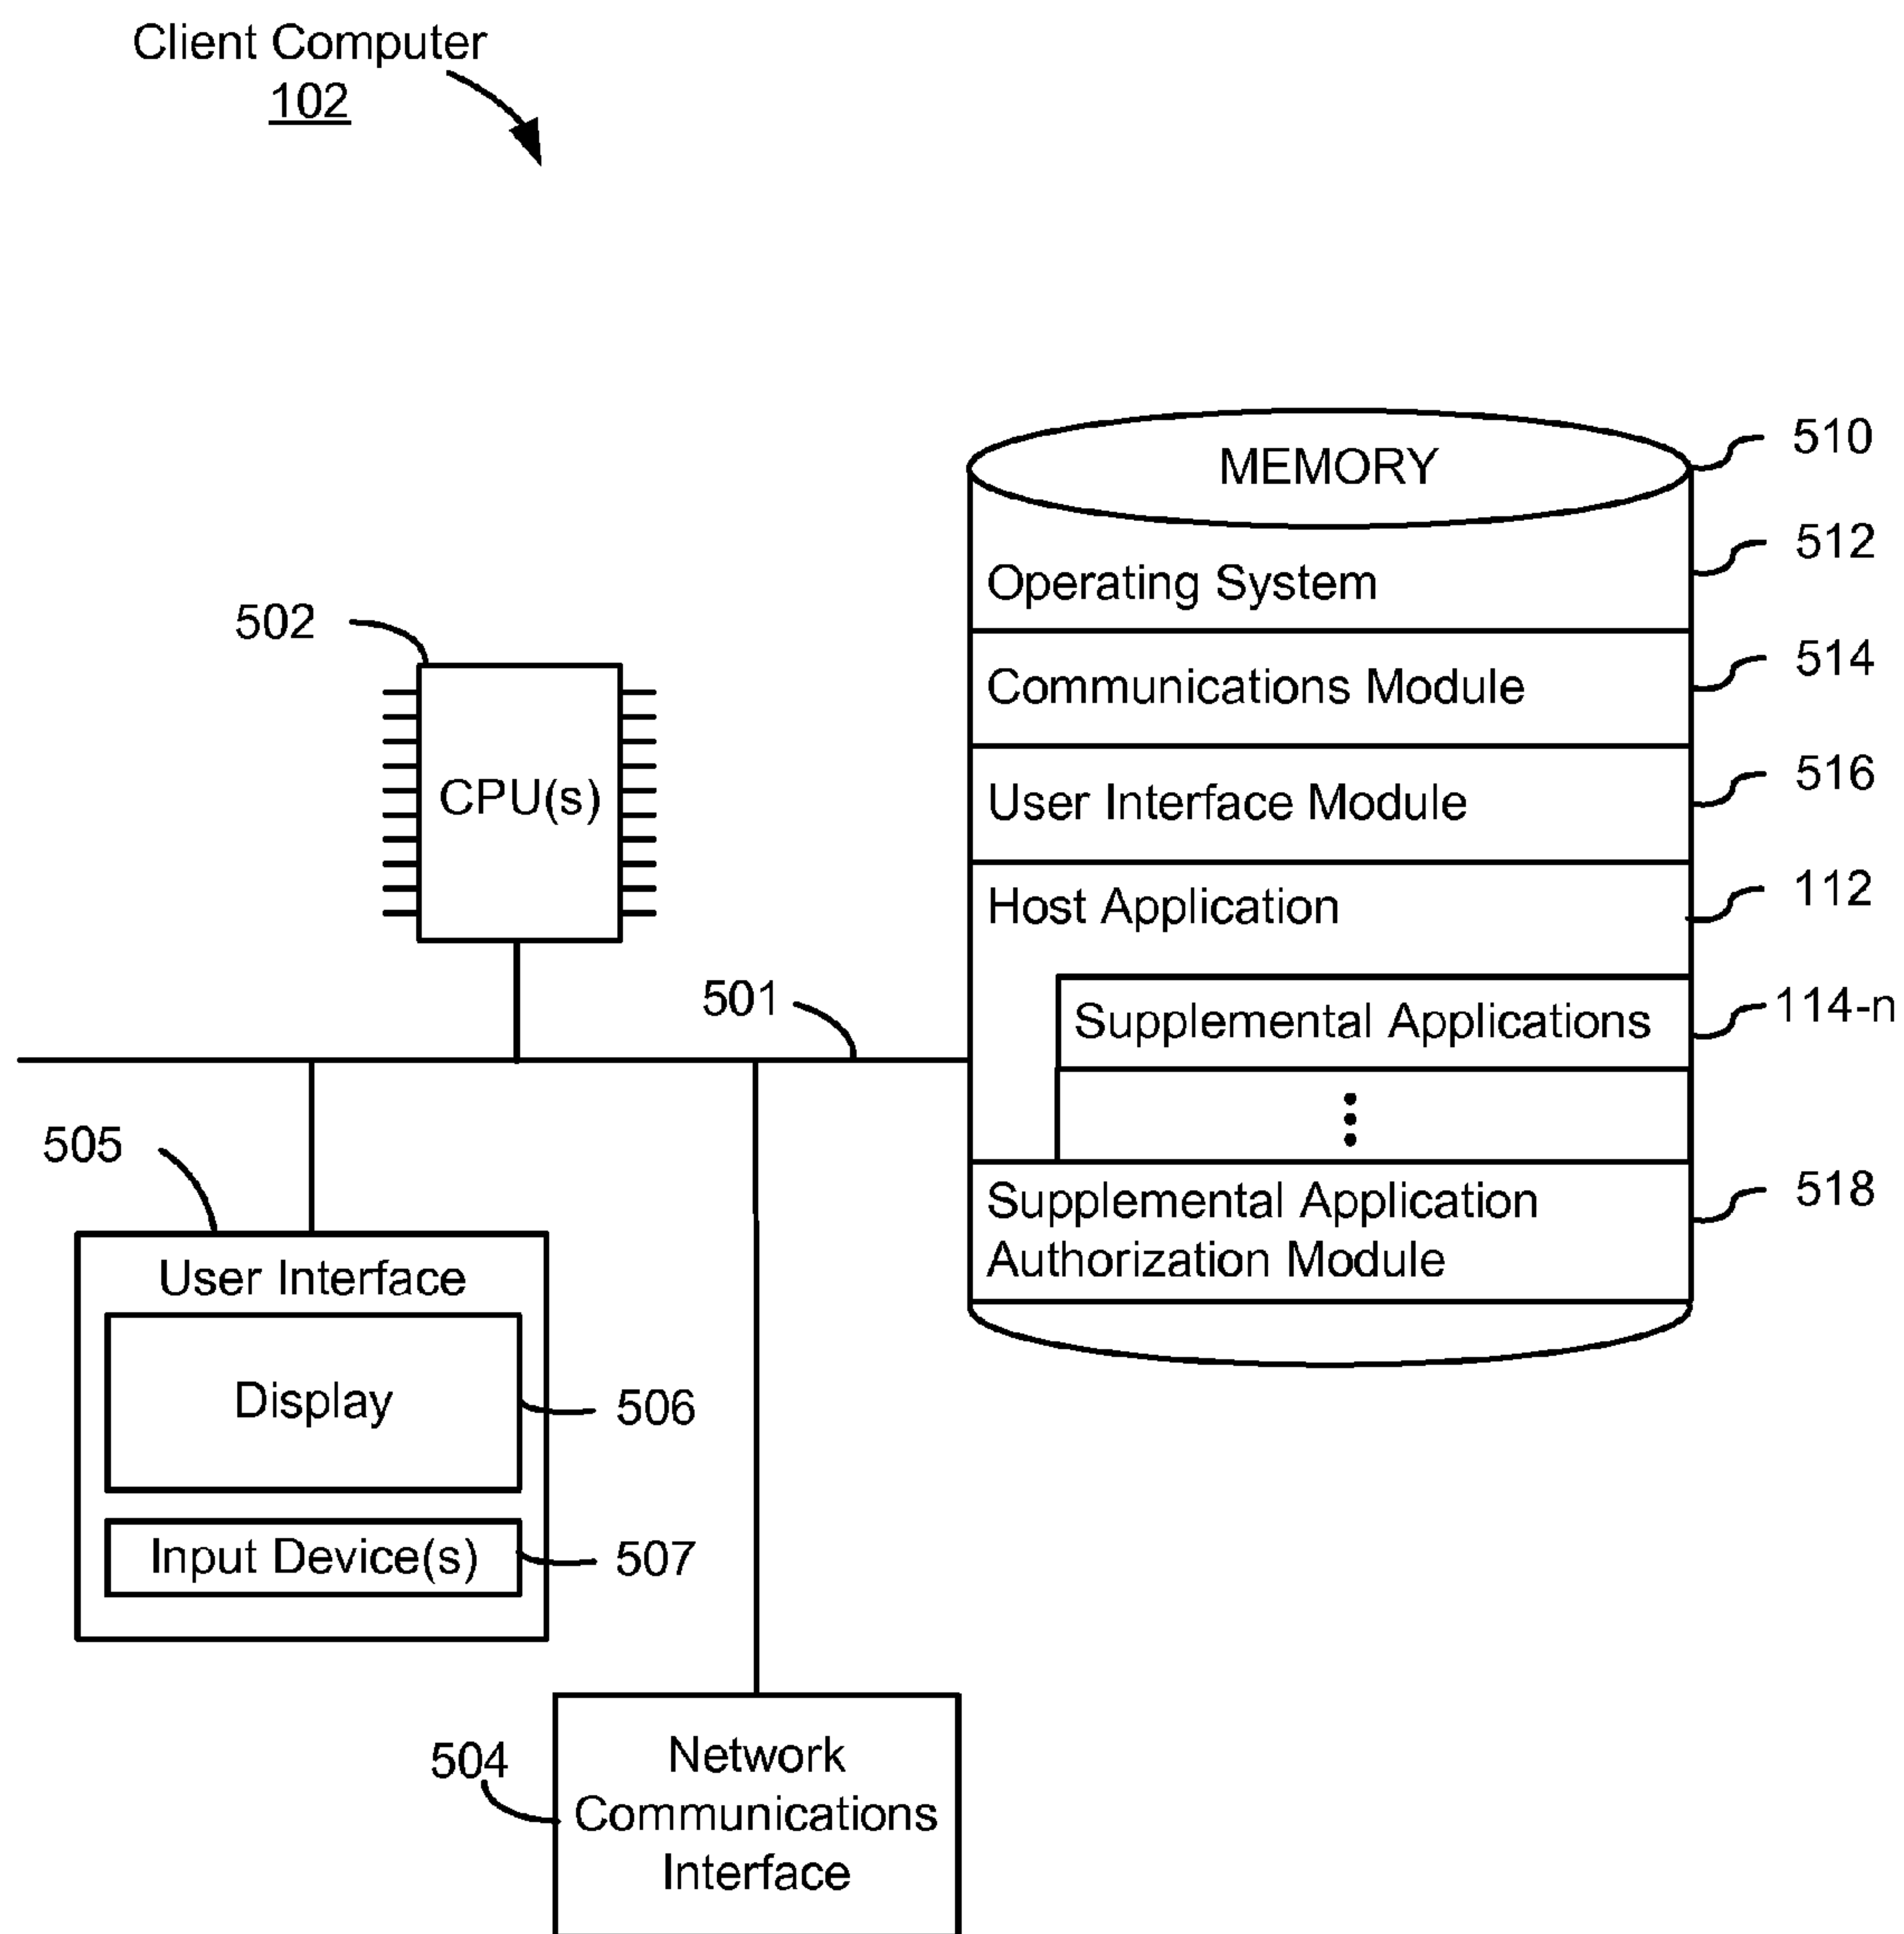 Client Computer
102
MEMORY
510
Operating System
512
Communications Module
514
User Interface Module
516
Host Application
112
Supplemental Applications
114-n
Supplemental Application
Authorization Module
518
502
CPU(s)
501
505
User Interface
Display
506
Input Device(s)
507
504
Network
Communications
Interface